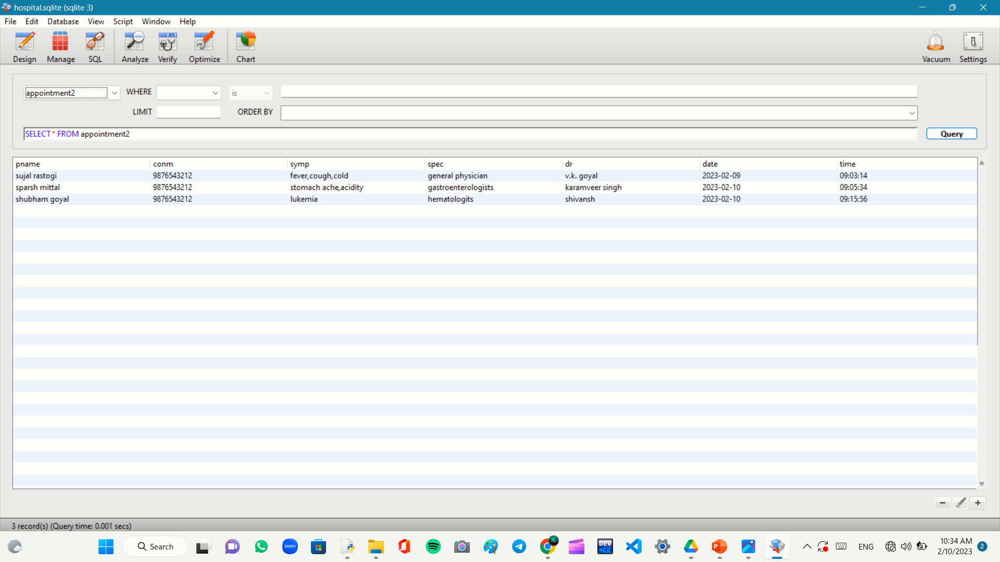 hospital.sqlite (sqlite 3)
File Edit Database View Script Window Help
Design Manage SQL Analyze Verify Optimize Chart Vacuum Settings
appointment2 WHERE is
LIMIT ORDER BY
SELECT * FROM appointment2 Query
pname conm symp spec dr date time
sujal rastogi 9876543212 fever,cough,cold general physician v.k. goyal 2023-02-09 09:03:14
sparsh mittal 9876543212 stomach ache,acidity gastroenterologists karamveer singh 2023-02-10 09:05:34
shubham goyal 9876543212 lukemia hematologits shivansh 2023-02-10 09:15:56
3 record(s) (Query time: 0.001 secs)
Search zoom DEV C++ ENG 10:34 AM 2
2/10/2023